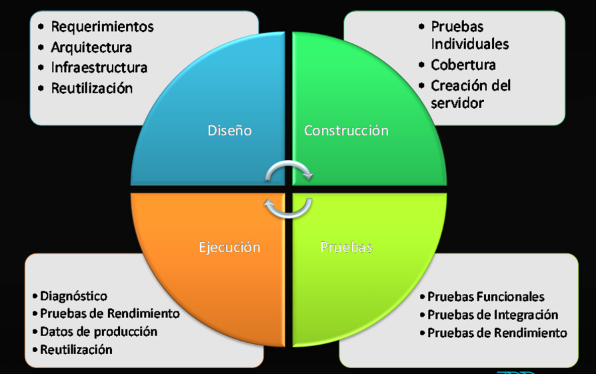 • Requerimientos
• Arquitectura
• Infraestructura
• Reutilización
• Pruebas
Individuales
• Cobertura
• Creación del
servidor
Diseño
Construcción
Ejecución
Pruebas
• Diagnóstico
• Pruebas de Rendimiento
• Datos de producción
• Reutilización
• Pruebas Funcionales
• Pruebas de Integración
• Pruebas de Rendimiento